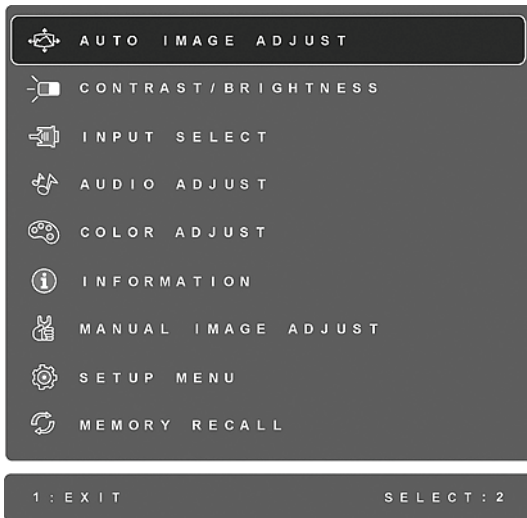 AUTO IMAGE ADJUST
CONTRAST/BRIGHTNESS
INPUT SELECT
AUDIO ADJUST
COLOR ADJUST
INFORMATION
MANUAL IMAGE ADJUST
SETUP MENU
MEMORY RECALL
1:EXIT SELECT:2